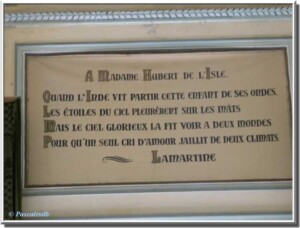 A Madame Hubert de l'Isle.
Quand l'Inde vit partir cette enfant de ses ondes,
Les étoiles du ciel pleurèrent sur les mâts
Mais le ciel glorieux la fit voir a deux mondes
Pour qu'un seul cri d'amour jaillit de deux climats.
Lamartine